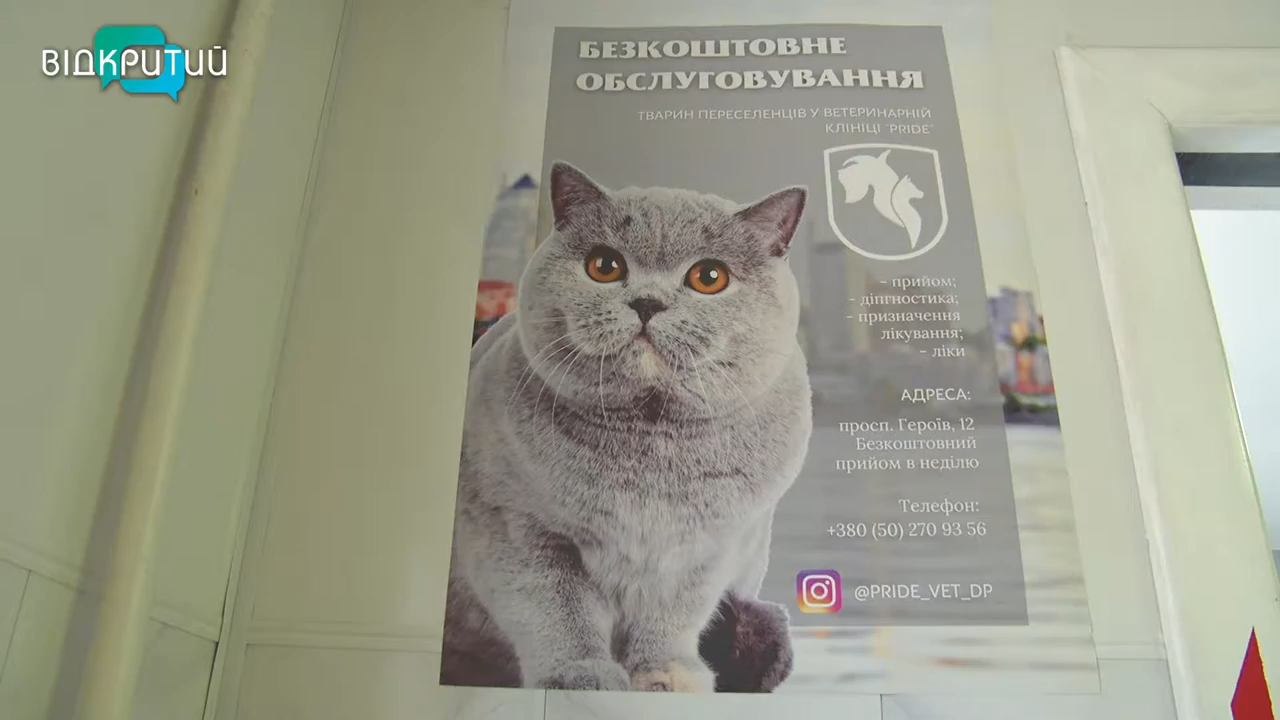 ВІДКРИТИЙ
БЕЗКОШТОВНЕ
ОБСЛУГОВУВАННЯ
ТВАРИН ПЕРЕСЕЛЕНЦІВ У ВЕТЕРИНАРНІЙ
КЛІНІЦІ "PRIDE"
- прийом;
- діпгностика;
- призначення
лікування;
- ліки
АДРЕСА:
просп. Героїв, 12
Безкоштовний
прийом в неділю
Телефон:
+380 (50) 270 93 56
@PRIDE_VET_DP